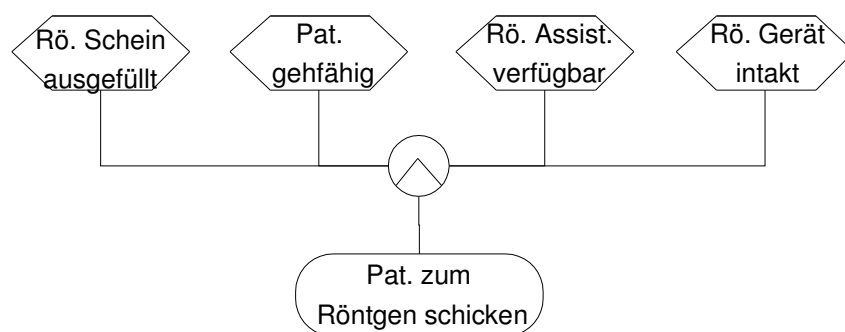 Rö. Schein
ausgefüllt
Pat.
gehfähig
Rö. Assist.
verfügbar
Rö. Gerät
intakt
Pat. zum
Röntgen schicken